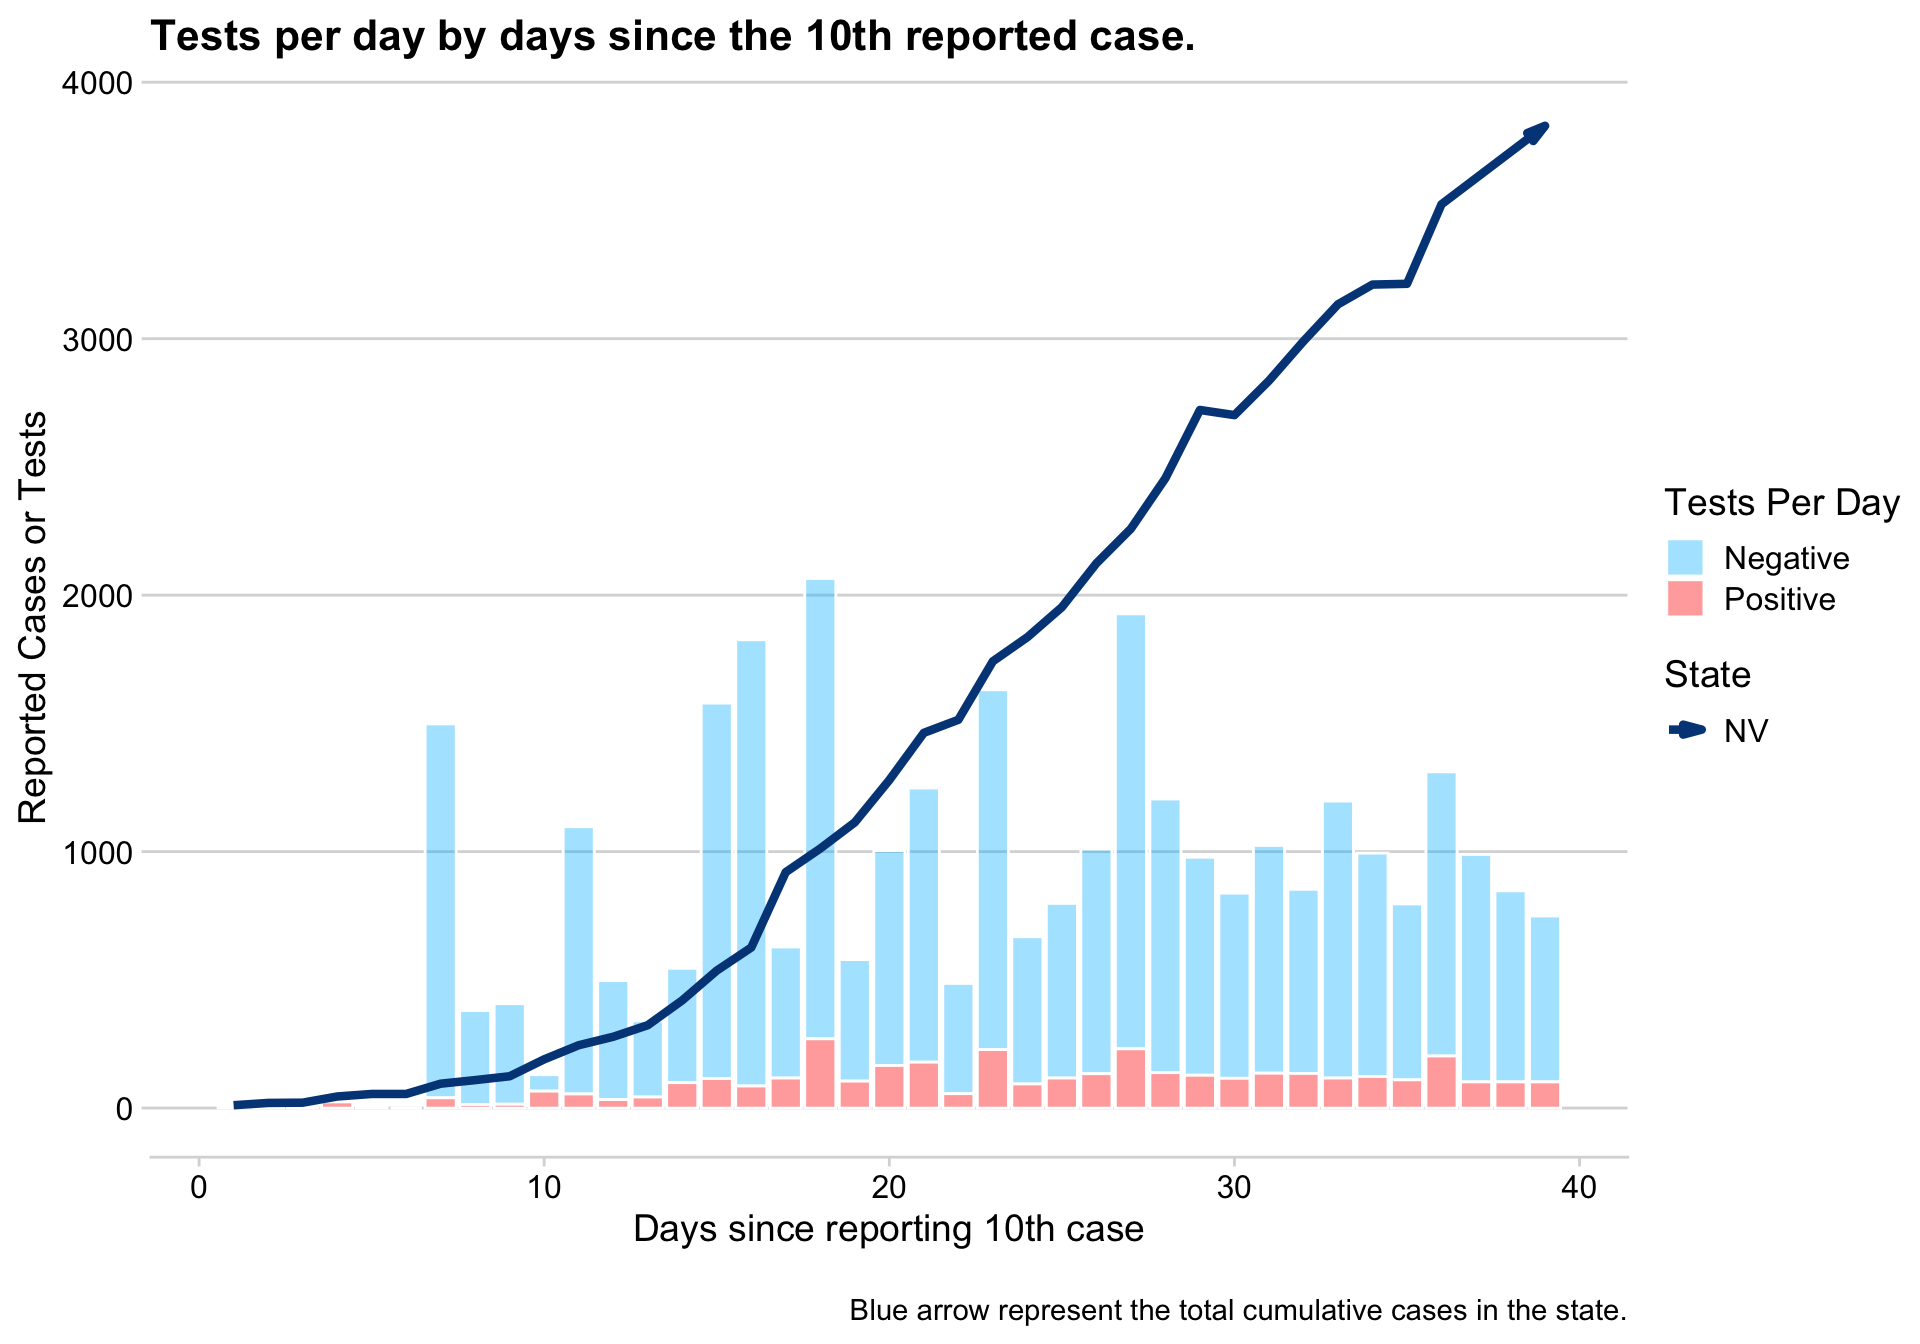 Tests per day by days since the 10th reported case.
4000
3000
2000
1000
0
Reported Cases or Tests
0 10 20 30 40
Days since reporting 10th case
Tests Per Day
Negative
Positive
State
NV
Blue arrow represent the total cumulative cases in the state.